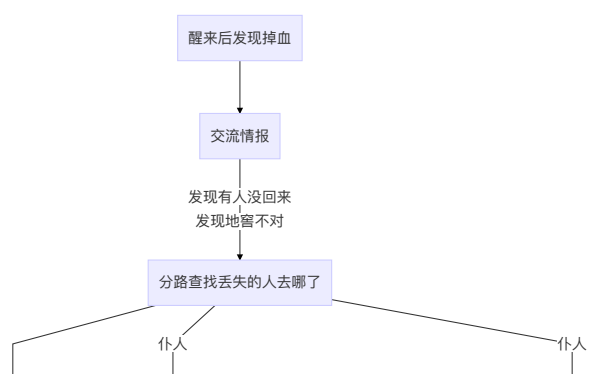 醒来后发现掉血
交流情报
发现有人没回来
发现地窖不对
分路查找丢失的人去哪了
仆人
仆人